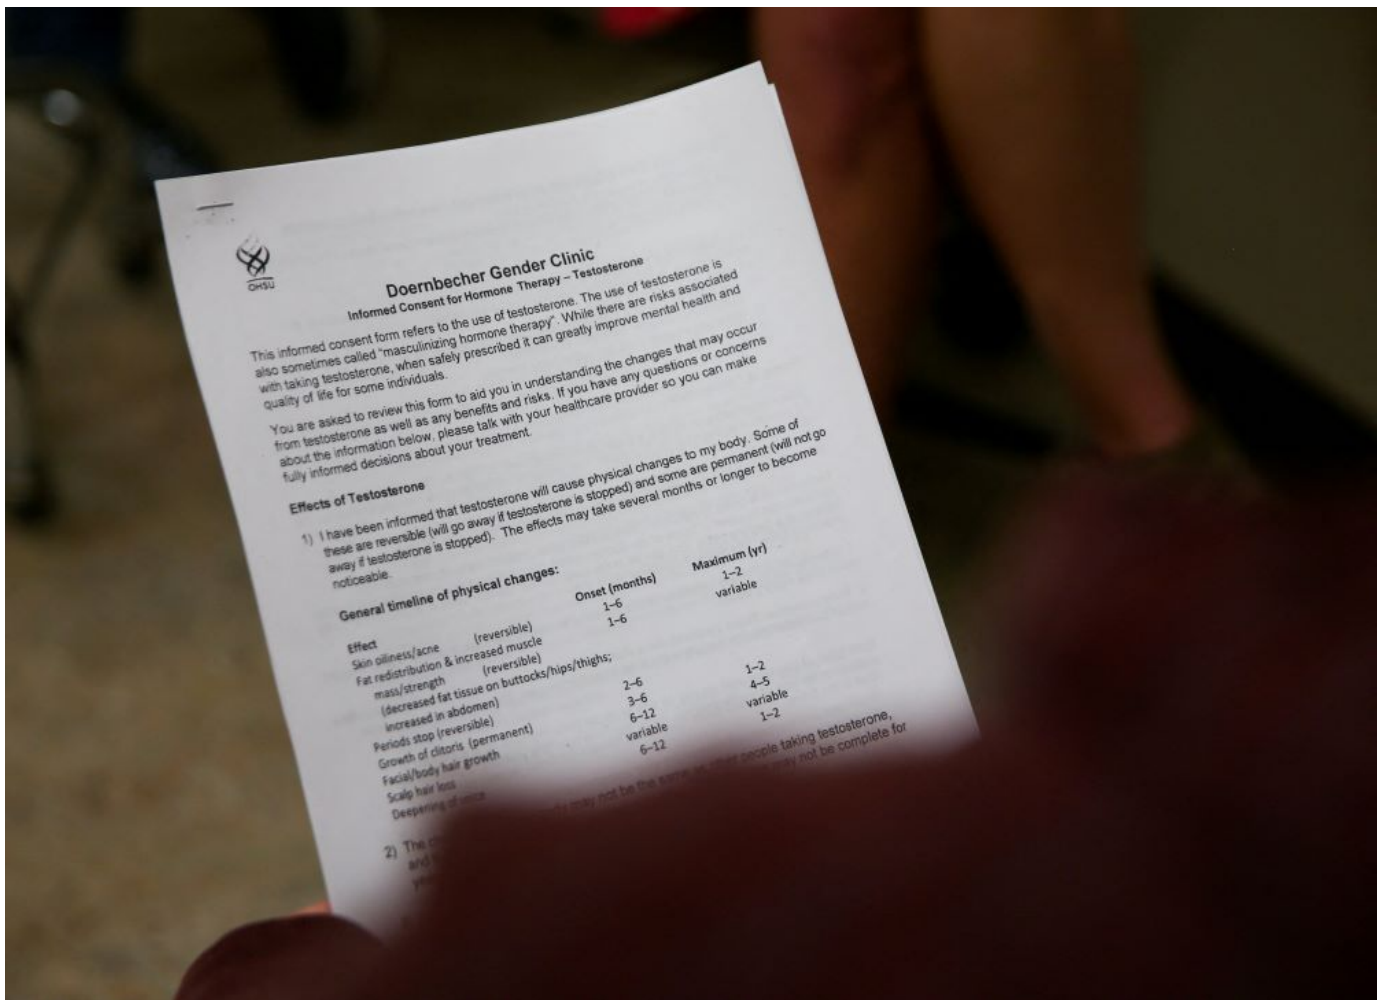 OHSU
Doernbecher Gender Clinic
Informed Consent for Hormone Therapy – Testosterone
This informed consent form refers to the use of testosterone. The use of testosterone is
also sometimes called "masculinizing hormone therapy". While there are risks associated
with taking testosterone, when safely prescribed it can greatly improve mental health and
quality of life for some individuals.
You are asked to review this form to aid you in understanding the changes that may occur
from testosterone as well as any benefits and risks. If you have any questions or concerns
about the information below, please talk with your healthcare provider so you can make
fully informed decisions about your treatment.
Effects of Testosterone
1) I have been informed that testosterone will cause physical changes to my body. Some of
these are reversible (will go away if testosterone is stopped) and some are permanent (will not go
away if testosterone is stopped). The effects may take several months or longer to become
noticeable.
General timeline of physical changes:
Effect Onset (months) Maximum (yr)
Skin oiliness/acne (reversible) 1–6 1–2
Fat redistribution & increased muscle 1–6 variable
mass/strength (reversible)
(decreased fat tissue on buttocks/hips/thighs;
increased in abdomen)
Periods stop (reversible) 2–6 1–2
Growth of clitoris (permanent) 3–6 4–5
Facial/body hair growth 6–12 variable
Scalp hair loss variable 1–2
Deepening of voice 6–12
2) The may not be the same as other people taking testosterone,
and may not be complete for